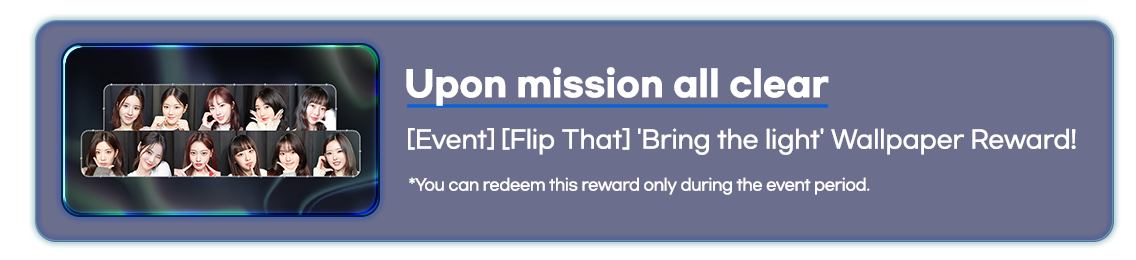 Upon mission all clear
[Event] [Flip That] 'Bring the light' Wallpaper Reward!
*You can redeem this reward only during the event period.